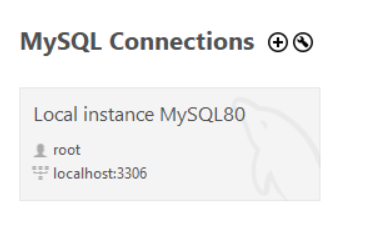 MySQL Connections
Local instance MySQL80
root
localhost:3306